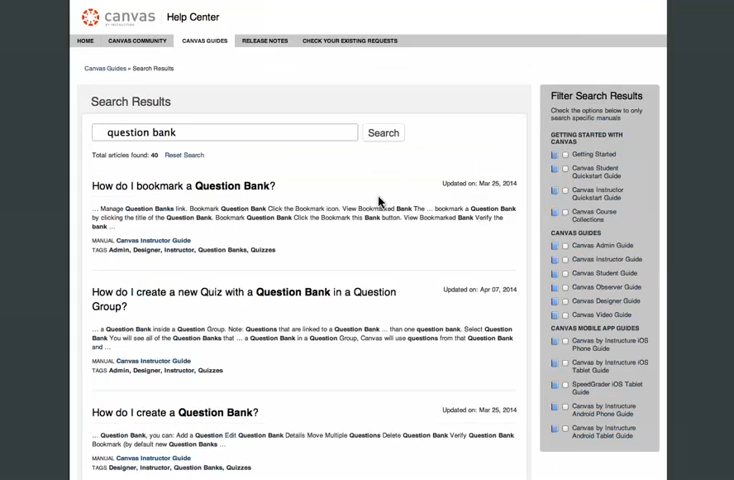 canvas
BY INSTRUCTURE
Help Center
HOME CANVAS COMMUNITY CANVAS GUIDES RELEASE NOTES CHECK YOUR EXISTING REQUESTS
Canvas Guides » Search Results
Search Results
question bank
Search
Total articles found: 40 Reset Search
How do I bookmark a Question Bank?
Updated on: Mar 25, 2014
... Manage Question Banks link. Bookmark Question Bank Click the Bookmark icon. View Bookmarked Bank The ... bookmark a Question Bank
by clicking the title of the Question Bank. Bookmark Question Bank Click the Bookmark this Bank button. View Bookmarked Bank Verify the
bank ...
MANUAL Canvas Instructor Guide
TAGS Admin, Designer, Instructor, Question Banks, Quizzes
How do I create a new Quiz with a Question Bank in a Question
Group?
Updated on: Apr 07, 2014
... a Question Bank inside a Question Group. Note: Questions that are linked to a Question Bank ... than one question bank. Select Question
Bank You will see all of the Question Banks that ... a Question Bank in a Question Group, Canvas will use questions from that Question Bank
and ...
MANUAL Canvas Instructor Guide
TAGS Admin, Designer, Instructor, Quizzes
How do I create a Question Bank?
Updated on: Mar 25, 2014
... Question Bank, you can: Add a Question Edit Question Bank Details Move Multiple Questions Delete Question Bank Verify Question Bank
Bookmark (by default new Question Banks ...
MANUAL Canvas Instructor Guide
TAGS Designer, Instructor, Question Banks, Quizzes
Filter Search Results
Check the options below to only
search specific manuals
GETTING STARTED WITH
CANVAS
Getting Started
Canvas Student
Quickstart Guide
Canvas Instructor
Quickstart Guide
Canvas Course
Collections
CANVAS GUIDES
Canvas Admin Guide
Canvas Instructor Guide
Canvas Student Guide
Canvas Observer Guide
Canvas Designer Guide
Canvas Video Guide
CANVAS MOBILE APP GUIDES
Canvas by Instructure iOS
Phone Guide
Canvas by Instructure iOS
Tablet Guide
SpeedGrader iOS Tablet
Guide
Canvas by Instructure
Android Phone Guide
Canvas by Instructure
Android Tablet Guide